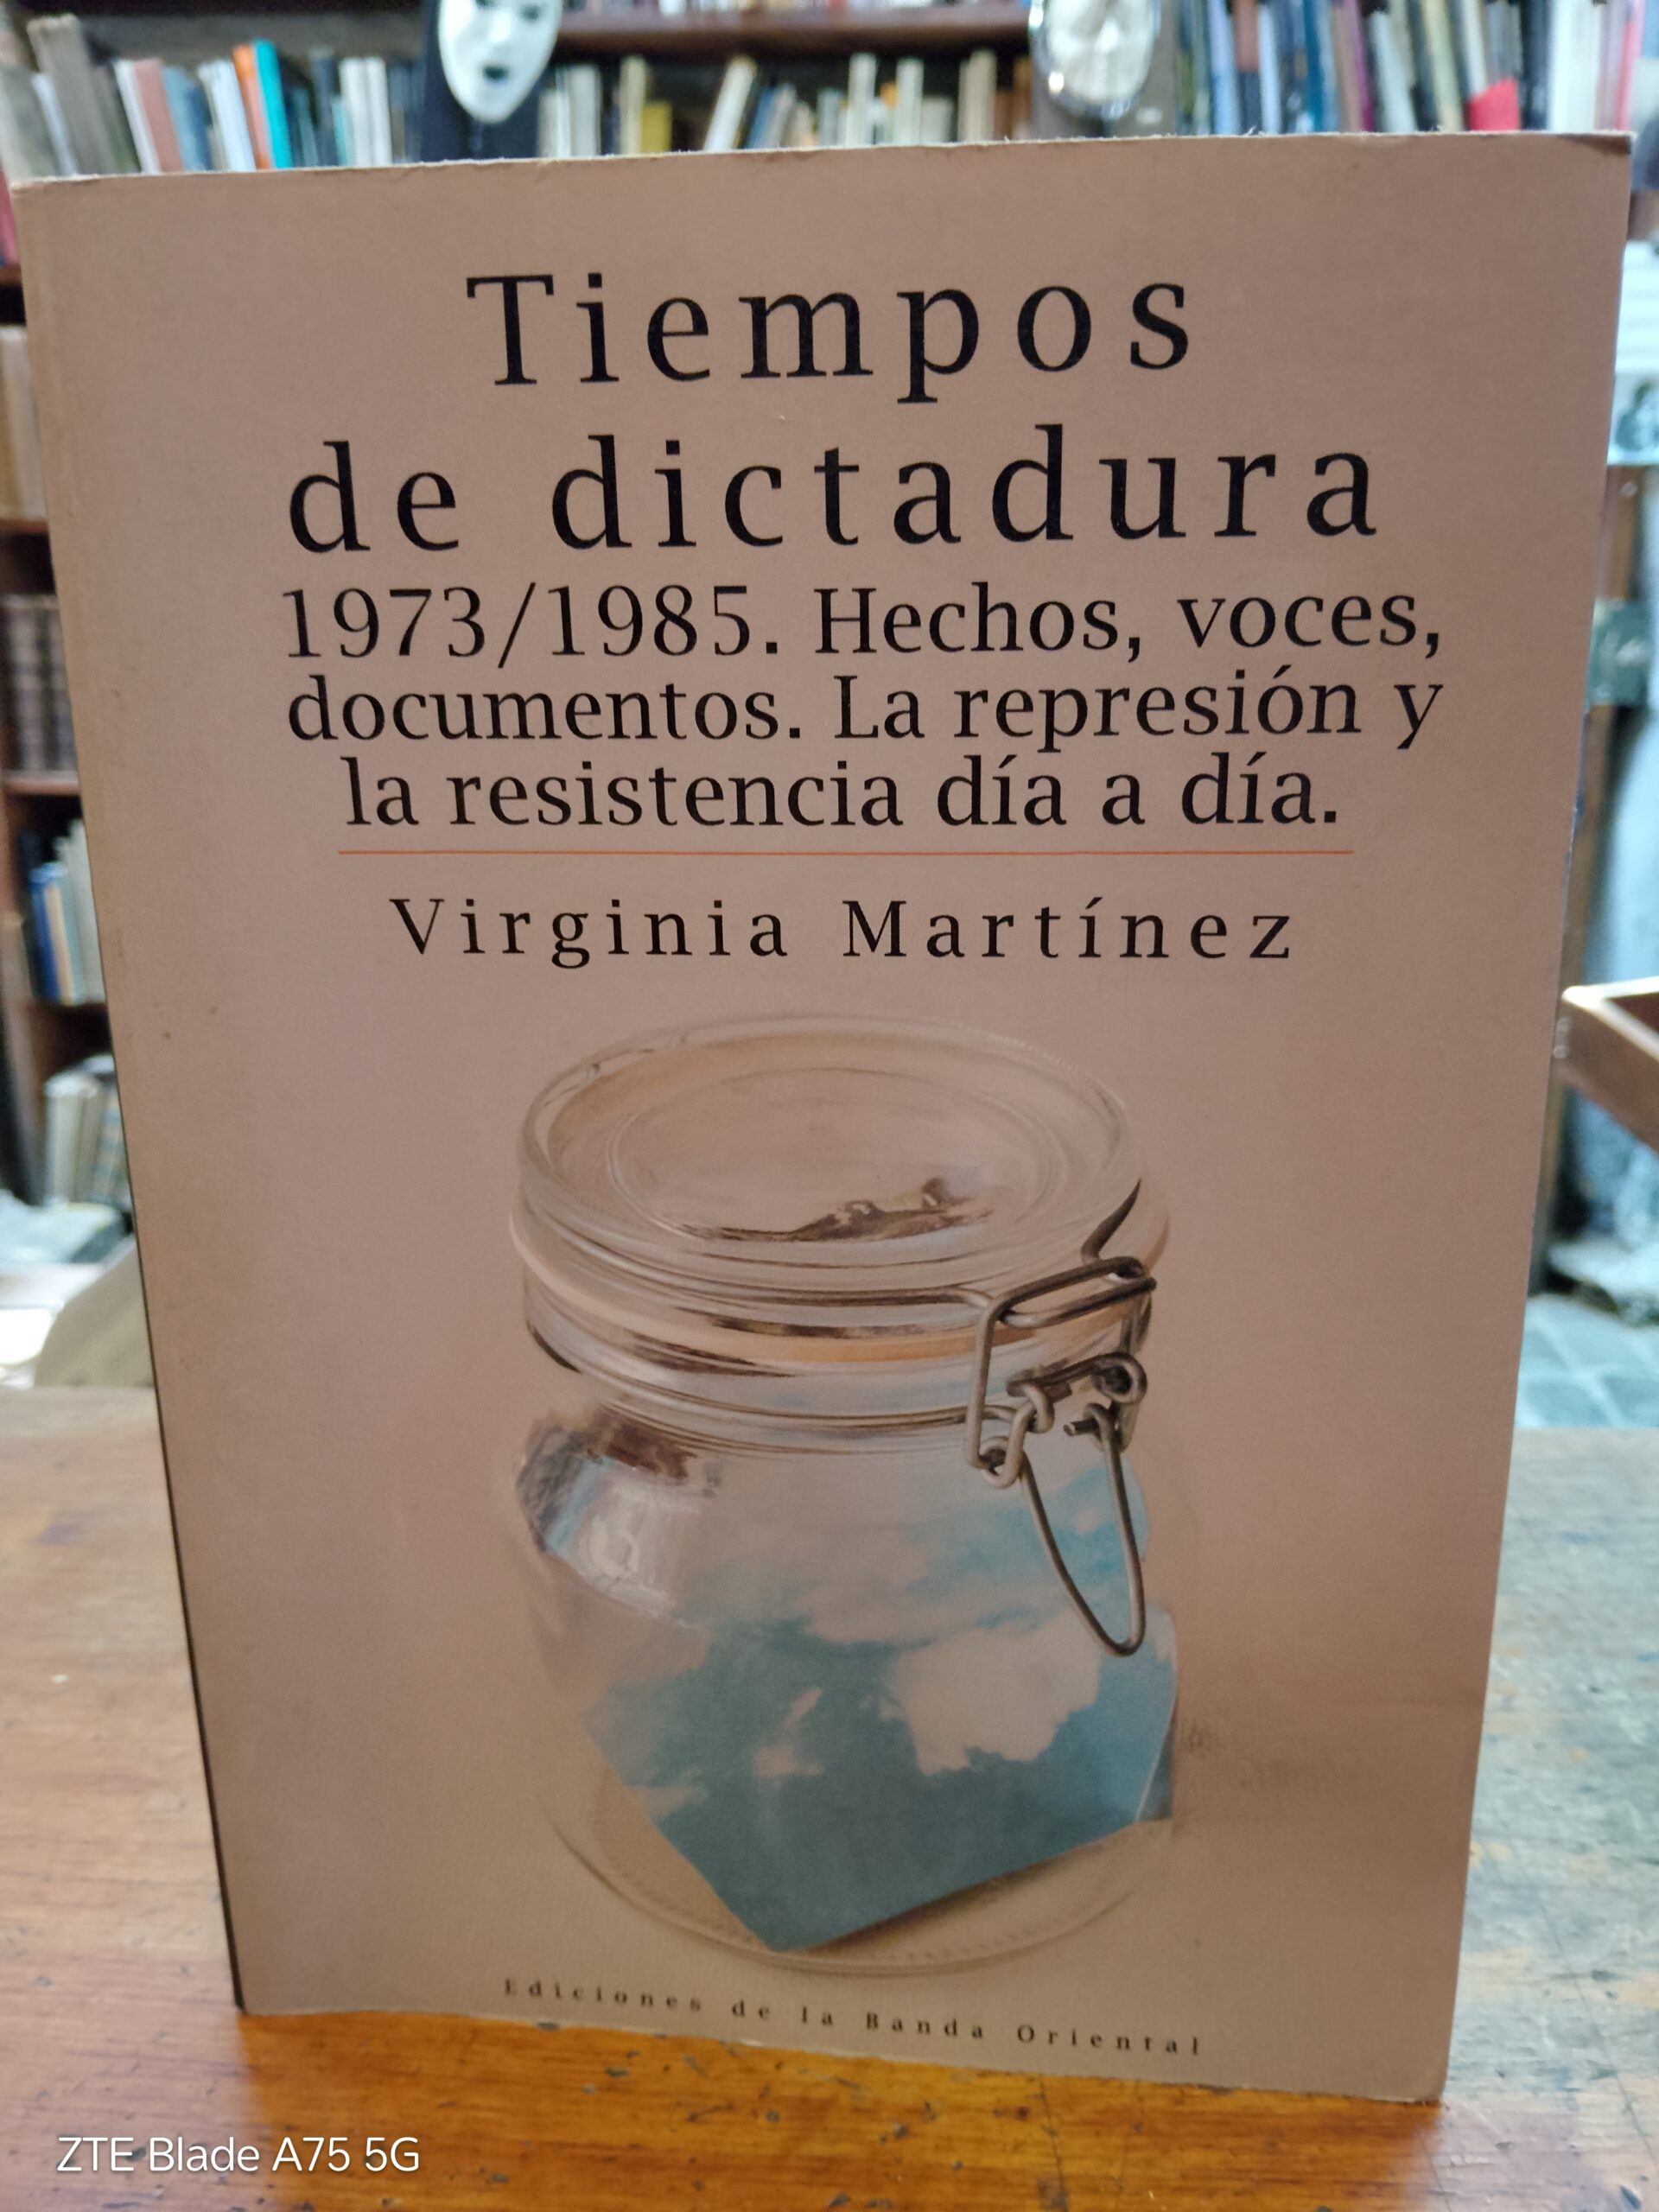 Tiempos
de dictadura
1973/1985. Hechos, voces,
documentos. La represión y
la resistencia día a día.
Virginia Martínez
Ediciones de la Banda Oriental
ZTE Blade A75 5G